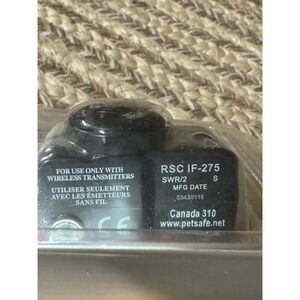 FOR USE ONLY WITH
WIRELESS TRANSMITTERS
UTILISER SEULEMENT
AVEC LES ÉMETTEURS
SANS FIL
CE
RSC IF-275
SWR/2 S
MFG DATE
03430116
Canada 310
www.petsafe.net